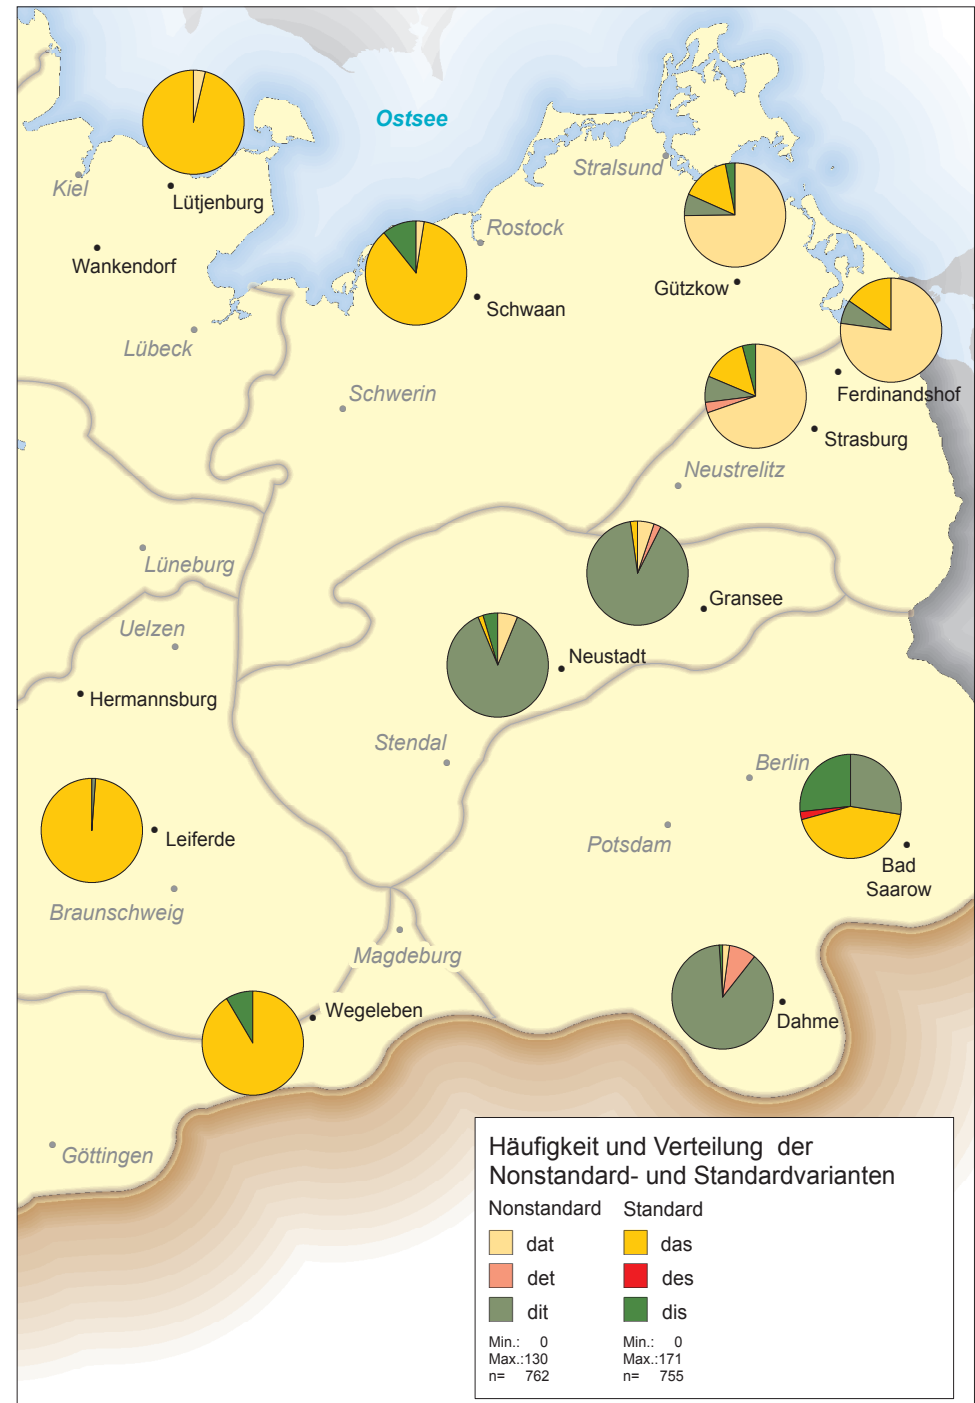 Ostsee
Kiel
Lütjenburg
Stralsund
Rostock
Wankendorf
Schwaan
Gützkow
Lübeck
Schwerin
Ferdinandshof
Strasburg
Neustrelitz
Lüneburg
Gransee
Uelzen
Neustadt
Hermannsburg
Stendal
Berlin
Leiferde
Potsdam
Bad
Saarow
Braunschweig
Magdeburg
Wegeleben
Dahme
Göttingen
Häufigkeit und Verteilung der
Nonstandard- und Standardvarianten
Nonstandard Standard
dat das
det des
dit dis
Min.: 0 Min.: 0
Max.:130 Max.:171
n= 762 n= 755